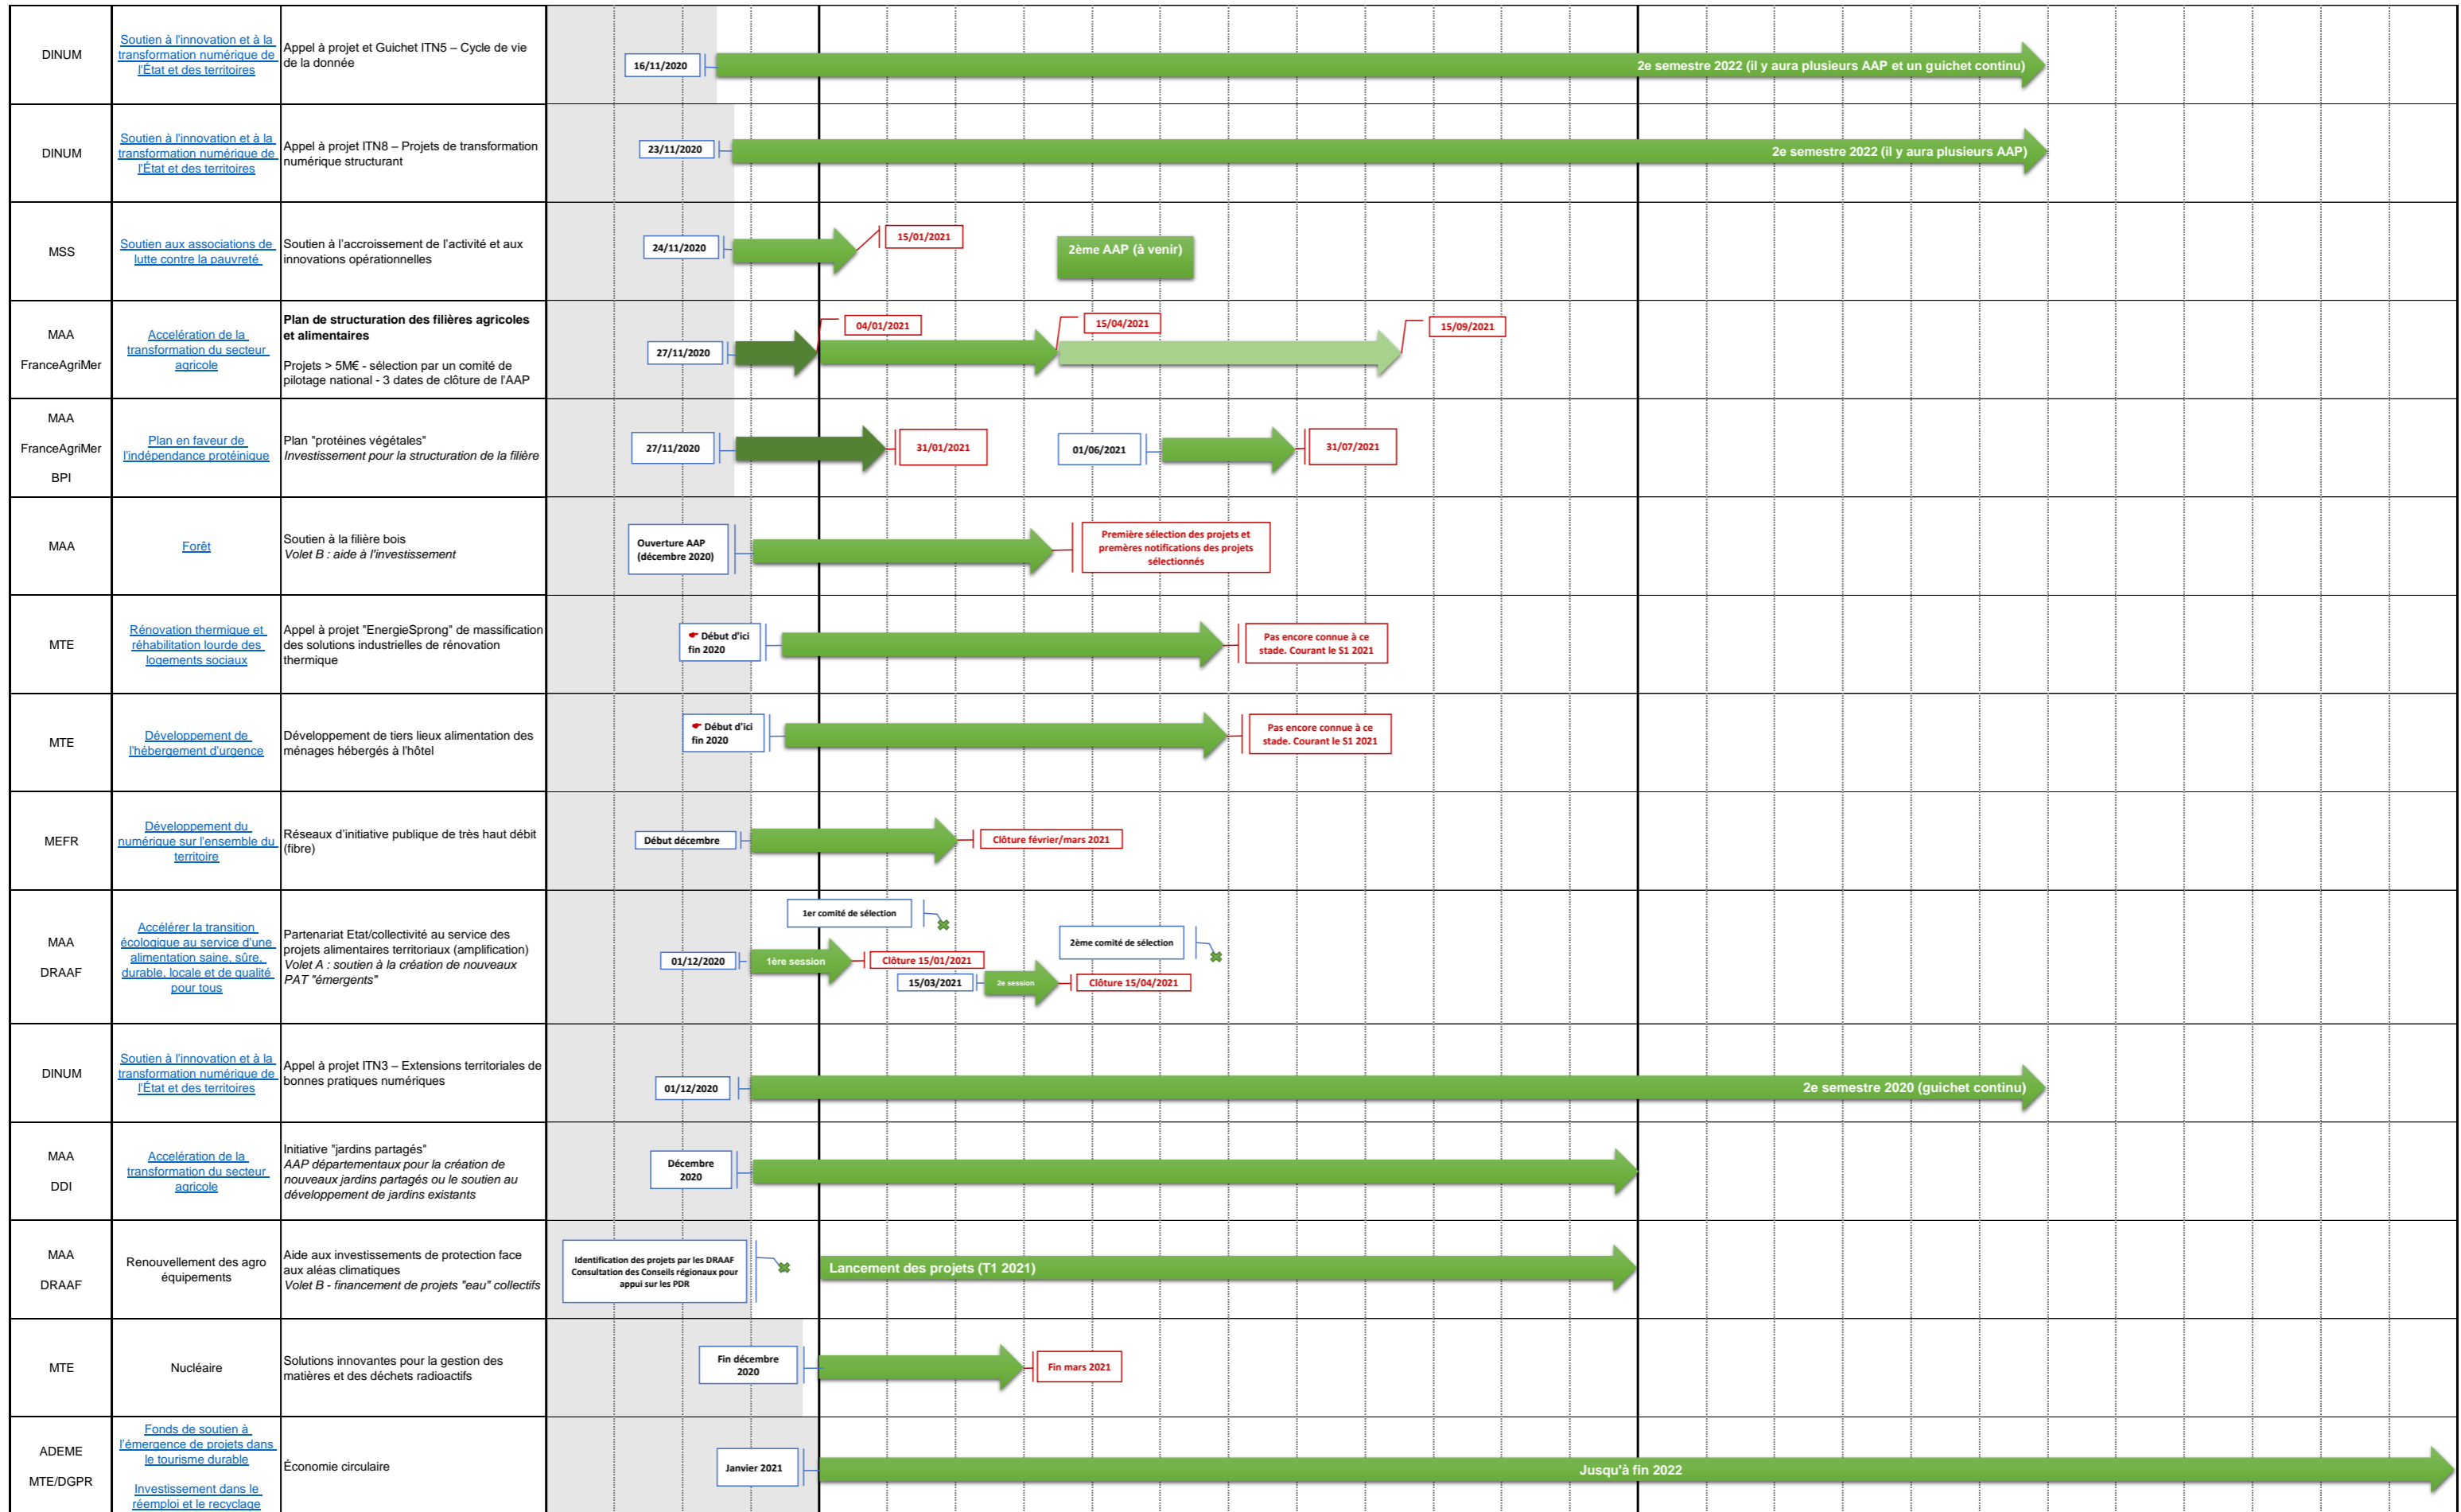 DINUM
Soutien à l'innovation et à la
transformation numérique de
l'État et des territoires
Appel à projet et Guichet ITN5 – Cycle de vie
de la donnée
16/11/2020
2e semestre 2022 (il y aura plusieurs AAP et un guichet continu)
DINUM
Soutien à l'innovation et à la
transformation numérique de
l'État et des territoires
Appel à projet ITN8 – Projets de transformation
numérique structurant
23/11/2020
2e semestre 2022 (il y aura plusieurs AAP)
MSS
Soutien aux associations de
lutte contre la pauvreté
Soutien à l'accroissement de l'activité et aux
innovations opérationnelles
24/11/2020
15/01/2021
2ème AAP (à venir)
MAA
FranceAgriMer
Accelération de la
transformation du secteur
agricole
Plan de structuration des filières agricoles
et alimentaires
Projets > 5M€ - sélection par un comité de
pilotage national - 3 dates de clôture de l'AAP
27/11/2020
04/01/2021
15/04/2021
15/09/2021
MAA
FranceAgriMer
BPI
Plan en faveur de
l'indépendance protéinique
Plan "protéines végétales"
Investissement pour la structuration de la filière
27/11/2020
31/01/2021
01/06/2021
31/07/2021
MAA
Forêt
Soutien à la filière bois
Volet B : aide à l'investissement
Ouverture AAP
(décembre 2020)
Première sélection des projets et
premères notifications des projets
sélectionnés
MTE
Rénovation thermique et
réhabilitation lourde des
logements sociaux
Appel à projet "EnergieSprong" de massification
des solutions industrielles de rénovation
thermique
☛ Début d'ici
fin 2020
Pas encore connue à ce
stade. Courant le S1 2021
MTE
Développement de
l'hébergement d'urgence
Développement de tiers lieux alimentation des
ménages hébergés à l'hôtel
☛ Début d'ici
fin 2020
Pas encore connue à ce
stade. Courant le S1 2021
MEFR
Développement du
numérique sur l'ensemble du
territoire
Réseaux d'initiative publique de très haut débit
(fibre)
Début décembre
Clôture février/mars 2021
MAA
DRAAF
Accélérer la transition
écologique au service d'une
alimentation saine, sûre,
durable, locale et de qualité
pour tous
Partenariat Etat/collectivité au service des
projets alimentaires territoriaux (amplification)
Volet A : soutien à la création de nouveaux
PAT "émergents"
1er comité de sélection
2ème comité de sélection
01/12/2020
1ère session
Clôture 15/01/2021
15/03/2021
2e session
Clôture 15/04/2021
DINUM
Soutien à l'innovation et à la
transformation numérique de
l'État et des territoires
Appel à projet ITN3 – Extensions territoriales de
bonnes pratiques numériques
01/12/2020
2e semestre 2020 (guichet continu)
MAA
DDI
Accelération de la
transformation du secteur
agricole
Initiative "jardins partagés"
AAP départementaux pour la création de
nouveaux jardins partagés ou le soutien au
développement de jardins existants
Décembre
2020
MAA
DRAAF
Renouvellement des agro
équipements
Aide aux investissements de protection face
aux aléas climatiques
Volet B - financement de projets "eau" collectifs
Identification des projets par les DRAAF
Consultation des Conseils régionaux pour
appui sur les PDR
Lancement des projets (T1 2021)
MTE
Nucléaire
Solutions innovantes pour la gestion des
matières et des déchets radioactifs
Fin décembre
2020
Fin mars 2021
ADEME
MTE/DGPR
Fonds de soutien à
l'émergence de projets dans
le tourisme durable
Investissement dans le
réemploi et le recyclage
Économie circulaire
Janvier 2021
Jusqu'à fin 2022